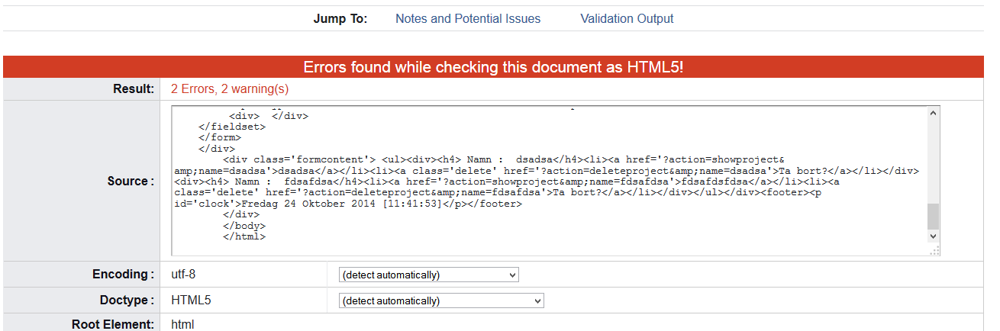 Jump To: Notes and Potential Issues Validation Output
Errors found while checking this document as HTML5!
Result: 2 Errors, 2 warning(s)
Source :
<div>  </div>
</fieldset>
</form>
</div>
<div class='formcontent'> <ul><div><h4> Namn :  dsadsa</h4><li><a href='?action=showproject&
amp;name=dsadsa'>dsadsa</a></li><li><a class='delete' href='?action=deleteproject&amp;name=dsadsa'>Ta bort?</a></li></div>
<div><h4> Namn :  fdsafdsa</h4><li><a href='?action=showproject&amp;name=fdsafdsa'>fdsafdsfdsa</a></li><li><a
class='delete' href='?action=deleteproject&amp;name=fdsafdsa'>Ta bort?</a></li></div></ul></div><footer><p
id='clock'>Fredag 24 Oktober 2014 [11:41:53]</p></footer>
</div>
</body>
</html>
Encoding : utf-8 (detect automatically)
Doctype : HTML5 (detect automatically)
Root Element: html